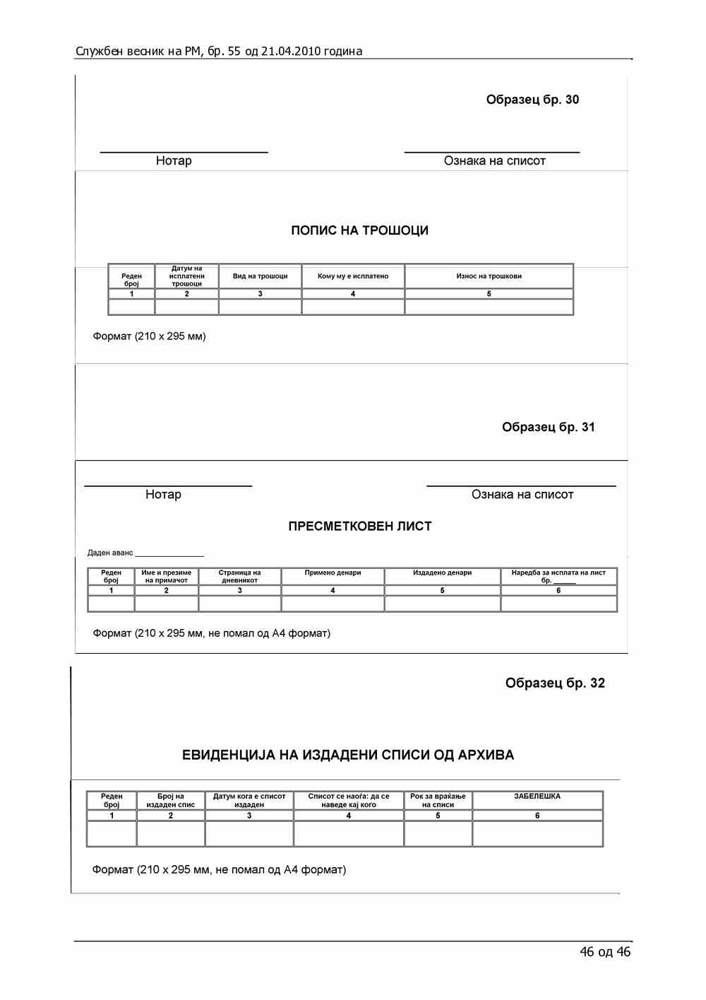 Службен весник на РМ, бр. 55 од 21.04.2010 година
Образец бр. 30
Нотар
Ознака на списот
ПОПИС НА ТРОШОЦИ
Реден број
Датум на исплатени трошоци
Вид на трошоци
Кому му е исплатено
Износ на трошкови
1 2 3 4 5
Формат (210 x 295 мм)
Образец бр. 31
Нотар
Ознака на списот
ПРЕСМЕТКОВЕН ЛИСТ
Даден аванс ________________
Реден број
Име и презиме на примачот
Страница на дневникот
Примено денари
Издадено денари
Наредба за исплата на лист бр. ______
1 2 3 4 5 6
Формат (210 x 295 мм, не помал од А4 формат)
Образец бр. 32
ЕВИДЕНЦИЈА НА ИЗДАДЕНИ СПИСИ ОД АРХИВА
Реден број
Број на издаден спис
Датум кога е списот издаден
Списот се наоѓа: да се наведе кај кого
Рок за враќање на списи
ЗАБЕЛЕШКА
1 2 3 4 5 6
Формат (210 x 295 мм, не помал од А4 формат)
46 од 46